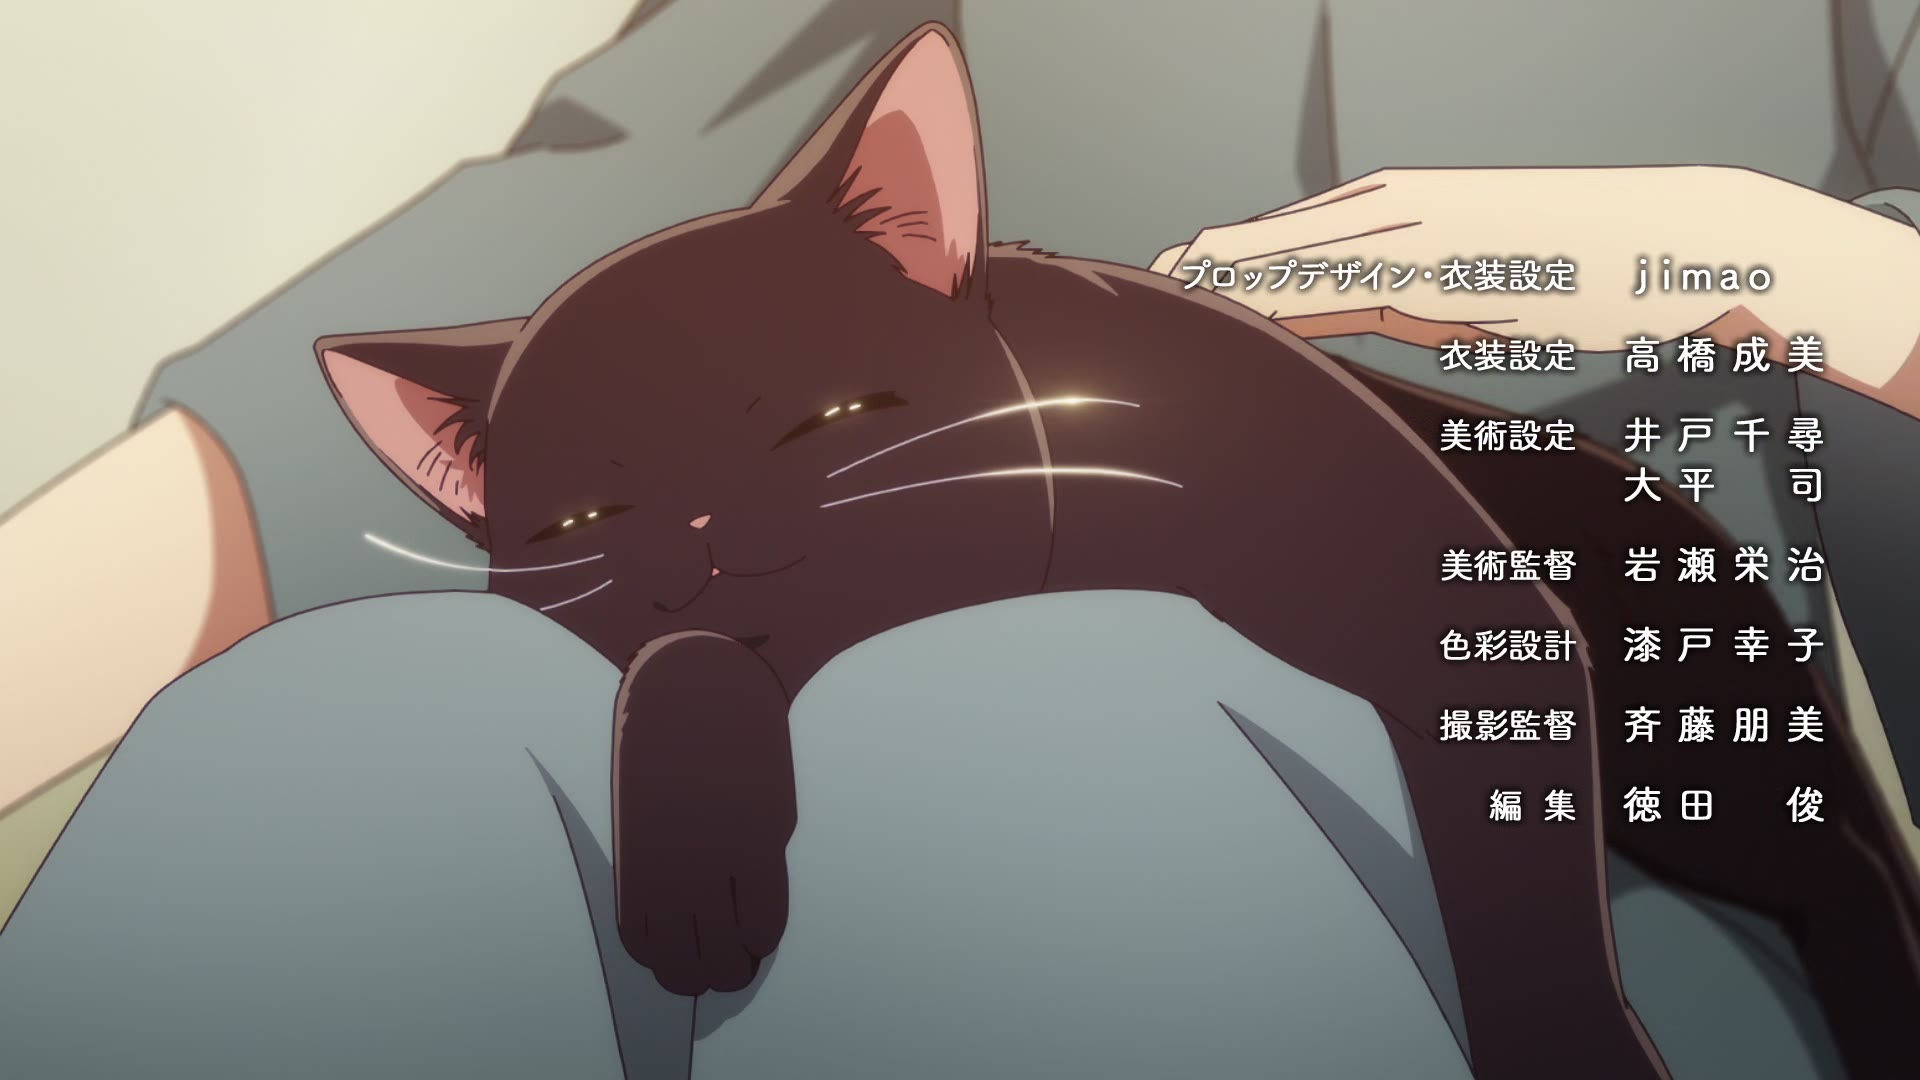 プロップデザイン・衣装設定 jimao
衣装設定 高橋成美
美術設定 井戸千尋
大平 司
美術監督 岩瀬栄治
色彩設計 漆戸幸子
撮影監督 斉藤朋美
編集 徳田 俊